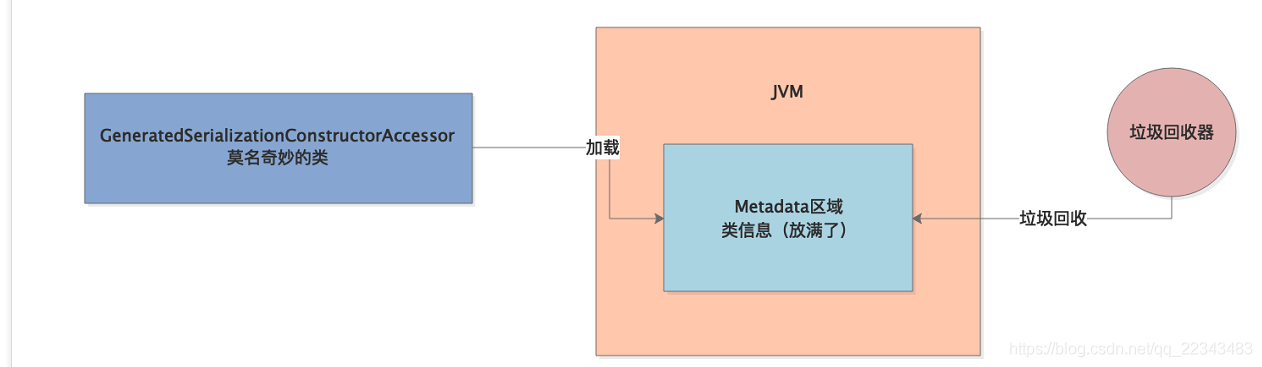 GeneratedSerializationConstructorAccessor
莫名奇妙的类
加载
JVM
Metadata区域
类信息（放满了）
垃圾回收器
垃圾回收
https://blog.csdn.net/qq_22343483